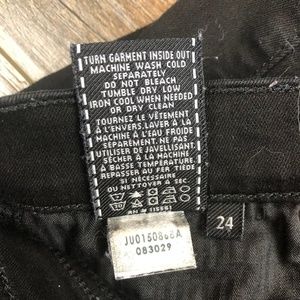 TURN GARMENT INSIDE OUT
MACHINE WASH COLD
SEPARATELY
DO NOT BLEACH
TUMBLE DRY LOW
IRON COOL WHEN NEEDED
OR DRY CLEAN
TOURNEZ LE VÊTEMENT
À L'ENVERS.LAVER À LA
MACHINE À L'EAU FROIDE
SÉPARÉMENT. NE PAS
UTILISER DE JAVELLISANT.
SÉCHER À LA MACHINE
À BASSE TEMPÉRATURE.
REPASSER AU FER TIÈDE
SI NÉCESSAIRE
OU NETTOYER À SEC
RN # 115561
24
083029